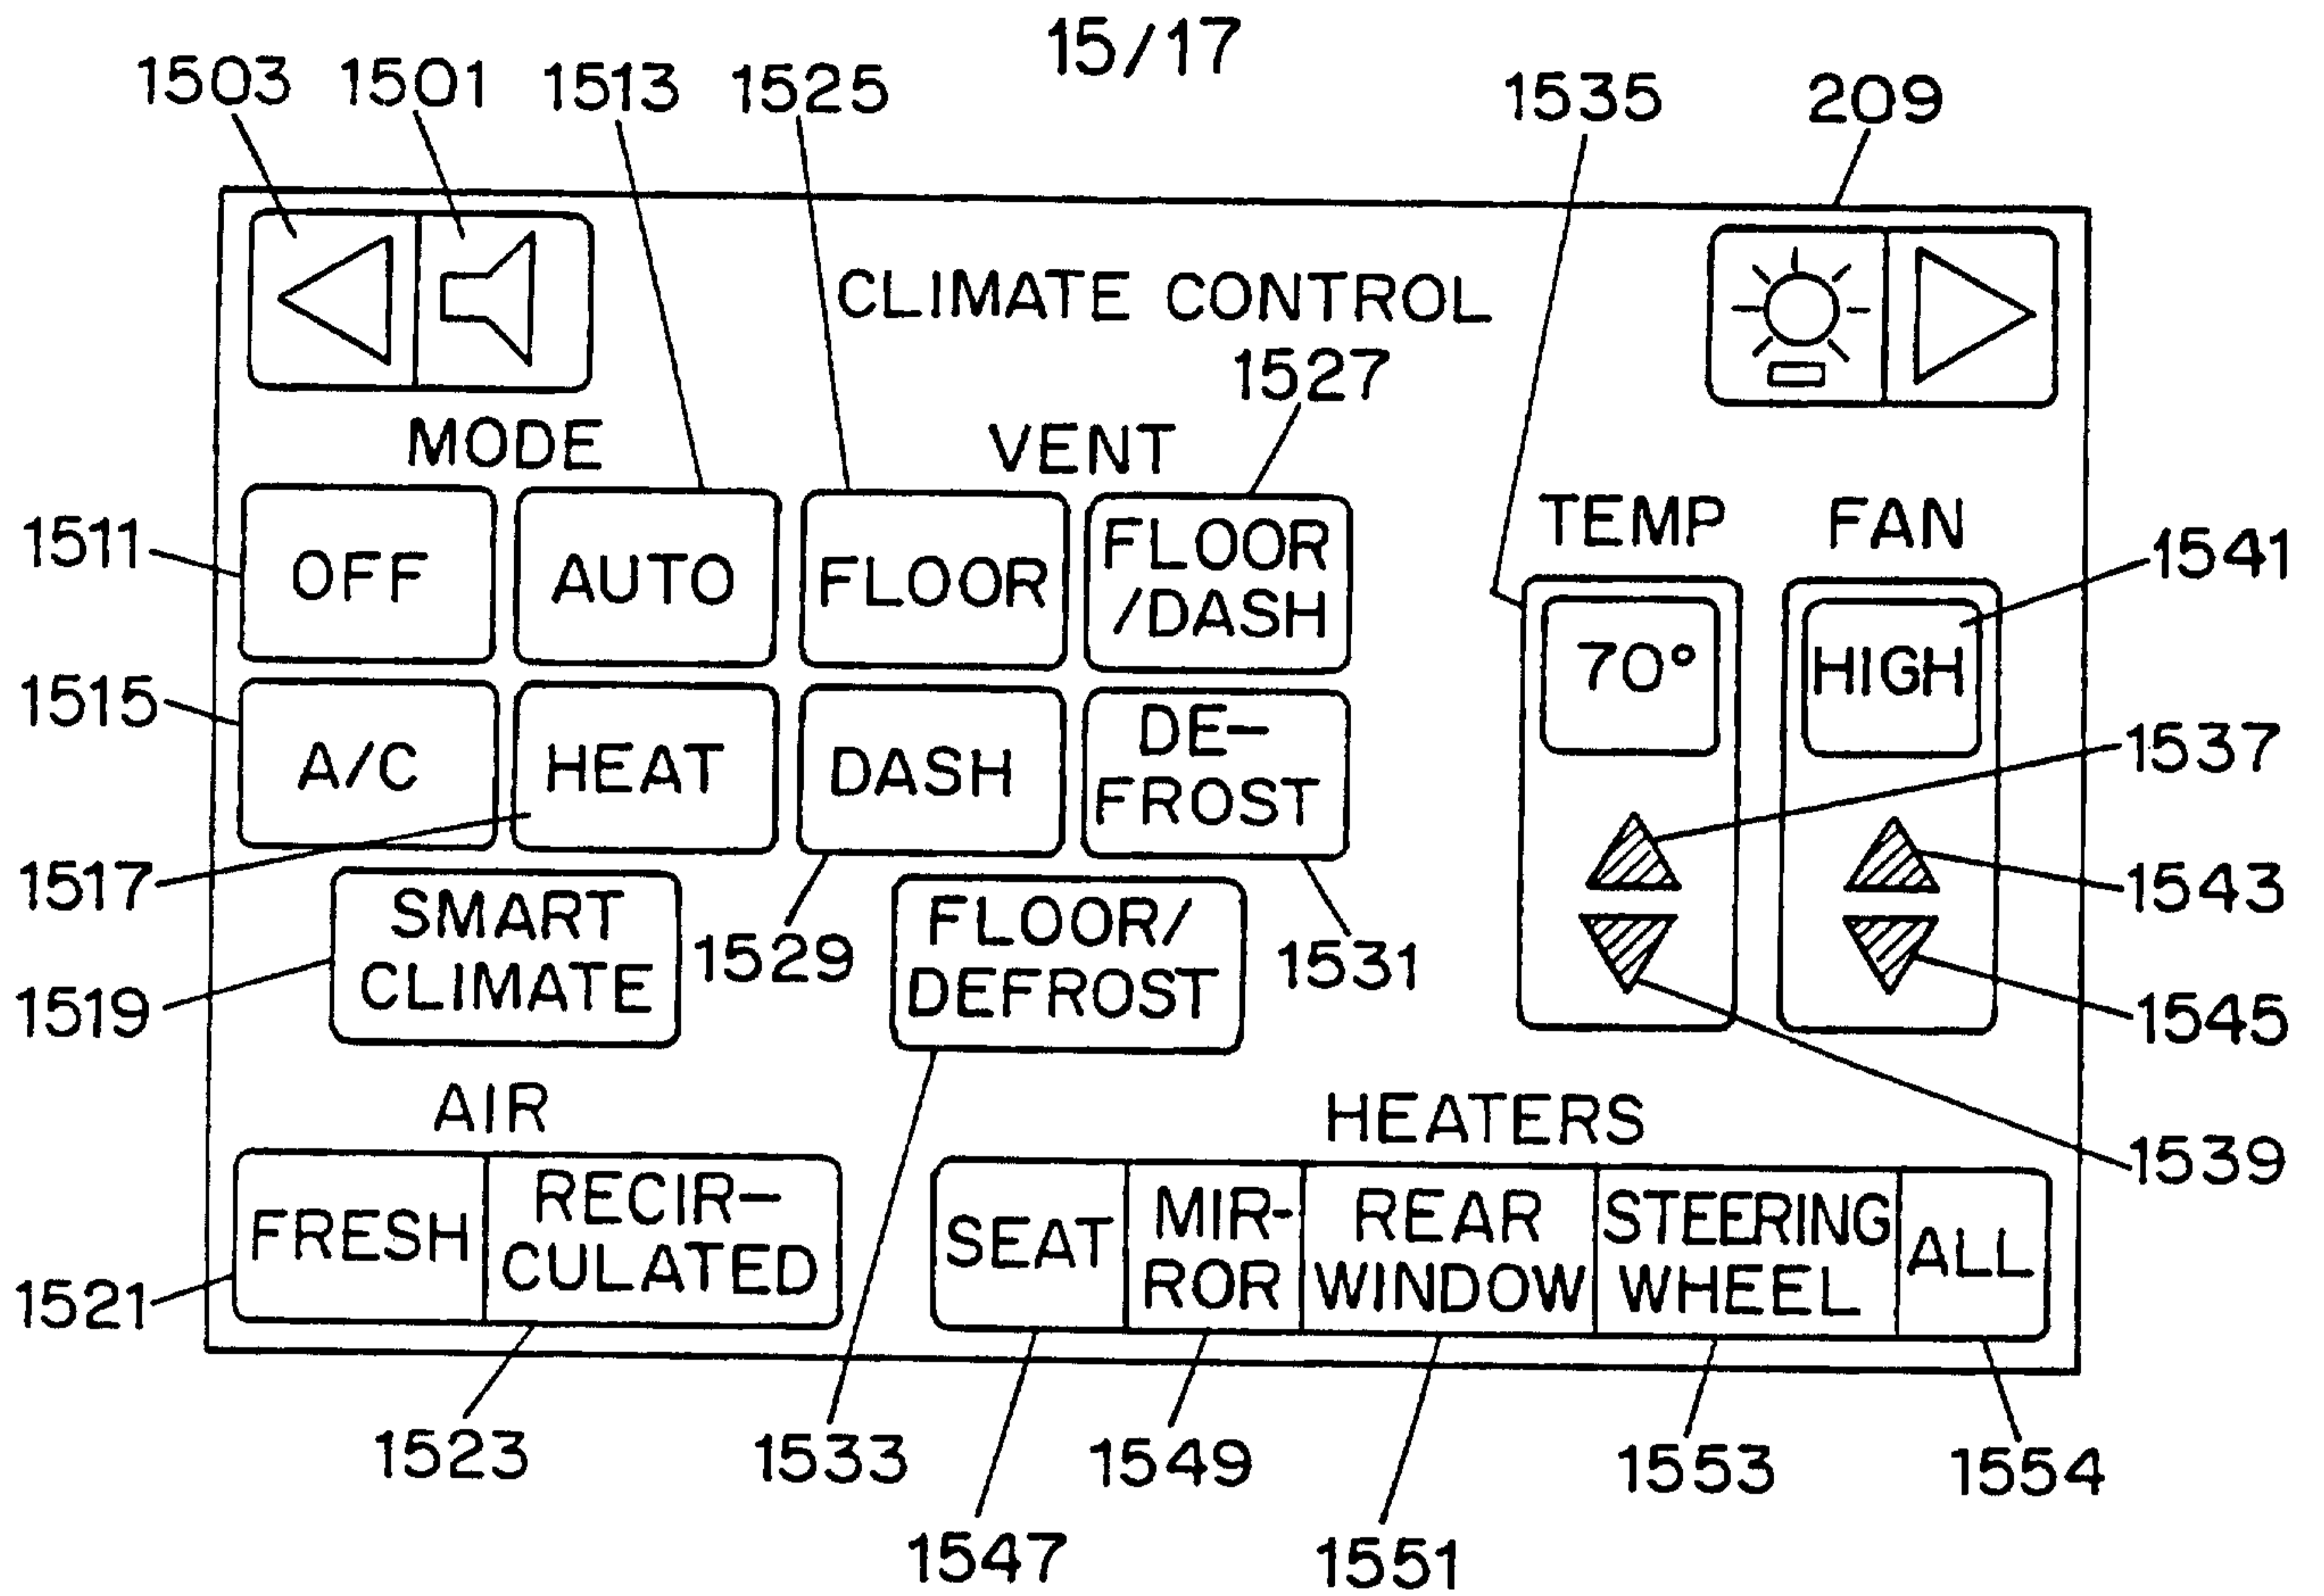 15/17
1503 1501 1513 1525 1535 209
CLIMATE CONTROL
1527
MODE VENT
TEMP FAN
1511 OFF AUTO FLOOR FLOOR
/DASH
70° HIGH 1541
1515 A/C HEAT DASH DE-
FROST
1537
1517
1543
SMART
CLIMATE
1529
FLOOR/
DEFROST
1531
1519
1545
AIR HEATERS
1539
FRESH RECIR-
CULATED
SEAT MIR-
ROR
REAR
WINDOW
STEERING
WHEEL
ALL
1521
1523 1533 1549 1553 1554
1547 1551